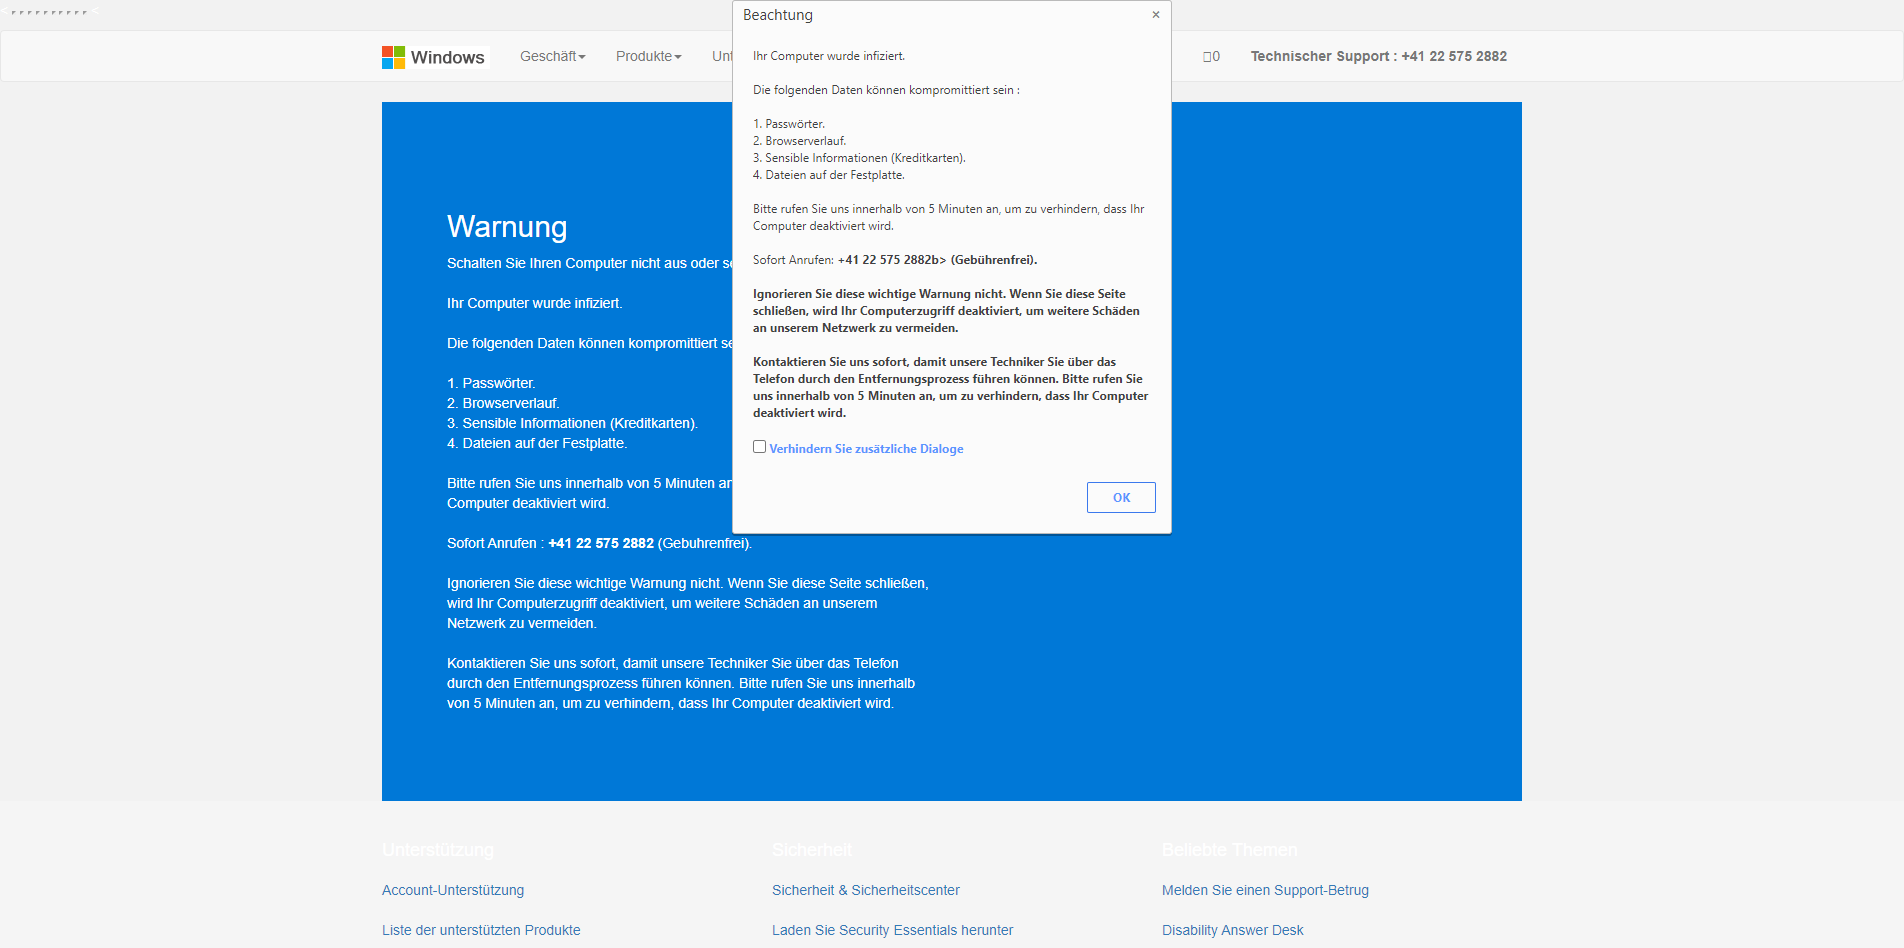 Windows
Geschäft
Produkte
0
Technischer Support : +41 22 575 2882
Beachtung
×
Ihr Computer wurde infiziert.
Die folgenden Daten können kompromittiert sein :
1. Passwörter.
2. Browserverlauf.
3. Sensible Informationen (Kreditkarten).
4. Dateien auf der Festplatte.
Bitte rufen Sie uns innerhalb von 5 Minuten an, um zu verhindern, dass Ihr
Computer deaktiviert wird.
Sofort Anrufen: +41 22 575 2882b> (Gebührenfrei).
Ignorieren Sie diese wichtige Warnung nicht. Wenn Sie diese Seite
schließen, wird Ihr Computerzugriff deaktiviert, um weitere Schäden
an unserem Netzwerk zu vermeiden.
Kontaktieren Sie uns sofort, damit unsere Techniker Sie über das
Telefon durch den Entfernungsprozess führen können. Bitte rufen Sie
uns innerhalb von 5 Minuten an, um zu verhindern, dass Ihr Computer
deaktiviert wird.
Verhindern Sie zusätzliche Dialoge
OK
Warnung
Schalten Sie Ihren Computer nicht aus oder
Ihr Computer wurde infiziert.
Die folgenden Daten können kompromittiert
1. Passwörter.
2. Browserverlauf.
3. Sensible Informationen (Kreditkarten).
4. Dateien auf der Festplatte.
Bitte rufen Sie uns innerhalb von 5 Minuten
Computer deaktiviert wird.
Sofort Anrufen : +41 22 575 2882 (Gebuhrenfrei).
Ignorieren Sie diese wichtige Warnung nicht. Wenn Sie diese Seite schließen,
wird Ihr Computerzugriff deaktiviert, um weitere Schäden an unserem
Netzwerk zu vermeiden.
Kontaktieren Sie uns sofort, damit unsere Techniker Sie über das Telefon
durch den Entfernungsprozess führen können. Bitte rufen Sie uns innerhalb
von 5 Minuten an, um zu verhindern, dass Ihr Computer deaktiviert wird.
Unterstützung
Sicherheit
Beliebte Themen
Account-Unterstützung
Sicherheit & Sicherheitscenter
Melden Sie einen Support-Betrug
Liste der unterstützten Produkte
Laden Sie Security Essentials herunter
Disability Answer Desk